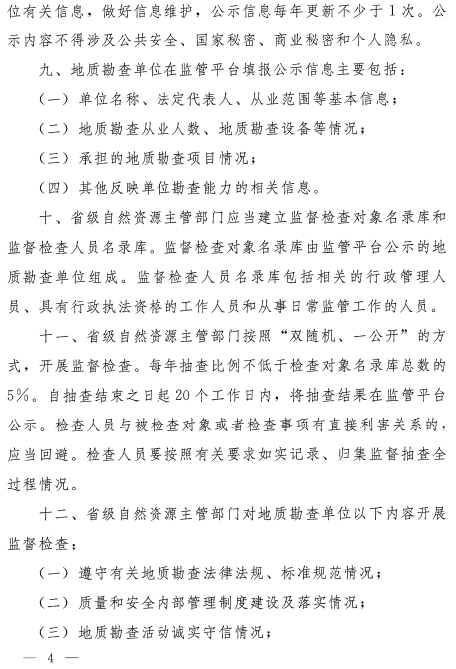 位有关信息，做好信息维护，公示信息每年更新不少于1次。公
示内容不得涉及公共安全、国家秘密、商业秘密和个人隐私。
九、地质勘查单位在监管平台填报公示信息主要包括：
（一）单位名称、法定代表人、从业范围等基本信息；
（二）地质勘查从业人数、地质勘查设备等情况；
（三）承担的地质勘查项目情况；
（四）其他反映单位勘查能力的相关信息。
十、省级自然资源主管部门应当建立监督检查对象名录库和
监督检查人员名录库。监督检查对象名录库由监管平台公示的地
质勘查单位组成。监督检查人员名录库包括相关的行政管理人
员、具有行政执法资格的工作人员和从事日常监管工作的人员。
十一、省级自然资源主管部门按照“双随机、一公开”的方
式，开展监督检查。每年抽查比例不低于检查对象名录库总数的
5%。自抽查结束之日起20个工作日内，将抽查结果在监管平台
公示。检查人员与被检查对象或者检查事项有直接利害关系的，
应当回避。检查人员要按照有关要求如实记录、归集监督抽查全
过程情况。
十二、省级自然资源主管部门对地质勘查单位以下内容开展
监督检查：
（一）遵守有关地质勘查法律法规、标准规范情况；
（二）质量和安全内部管理制度建设及落实情况；
（三）地质勘查活动诚实守信情况；
— 4 —